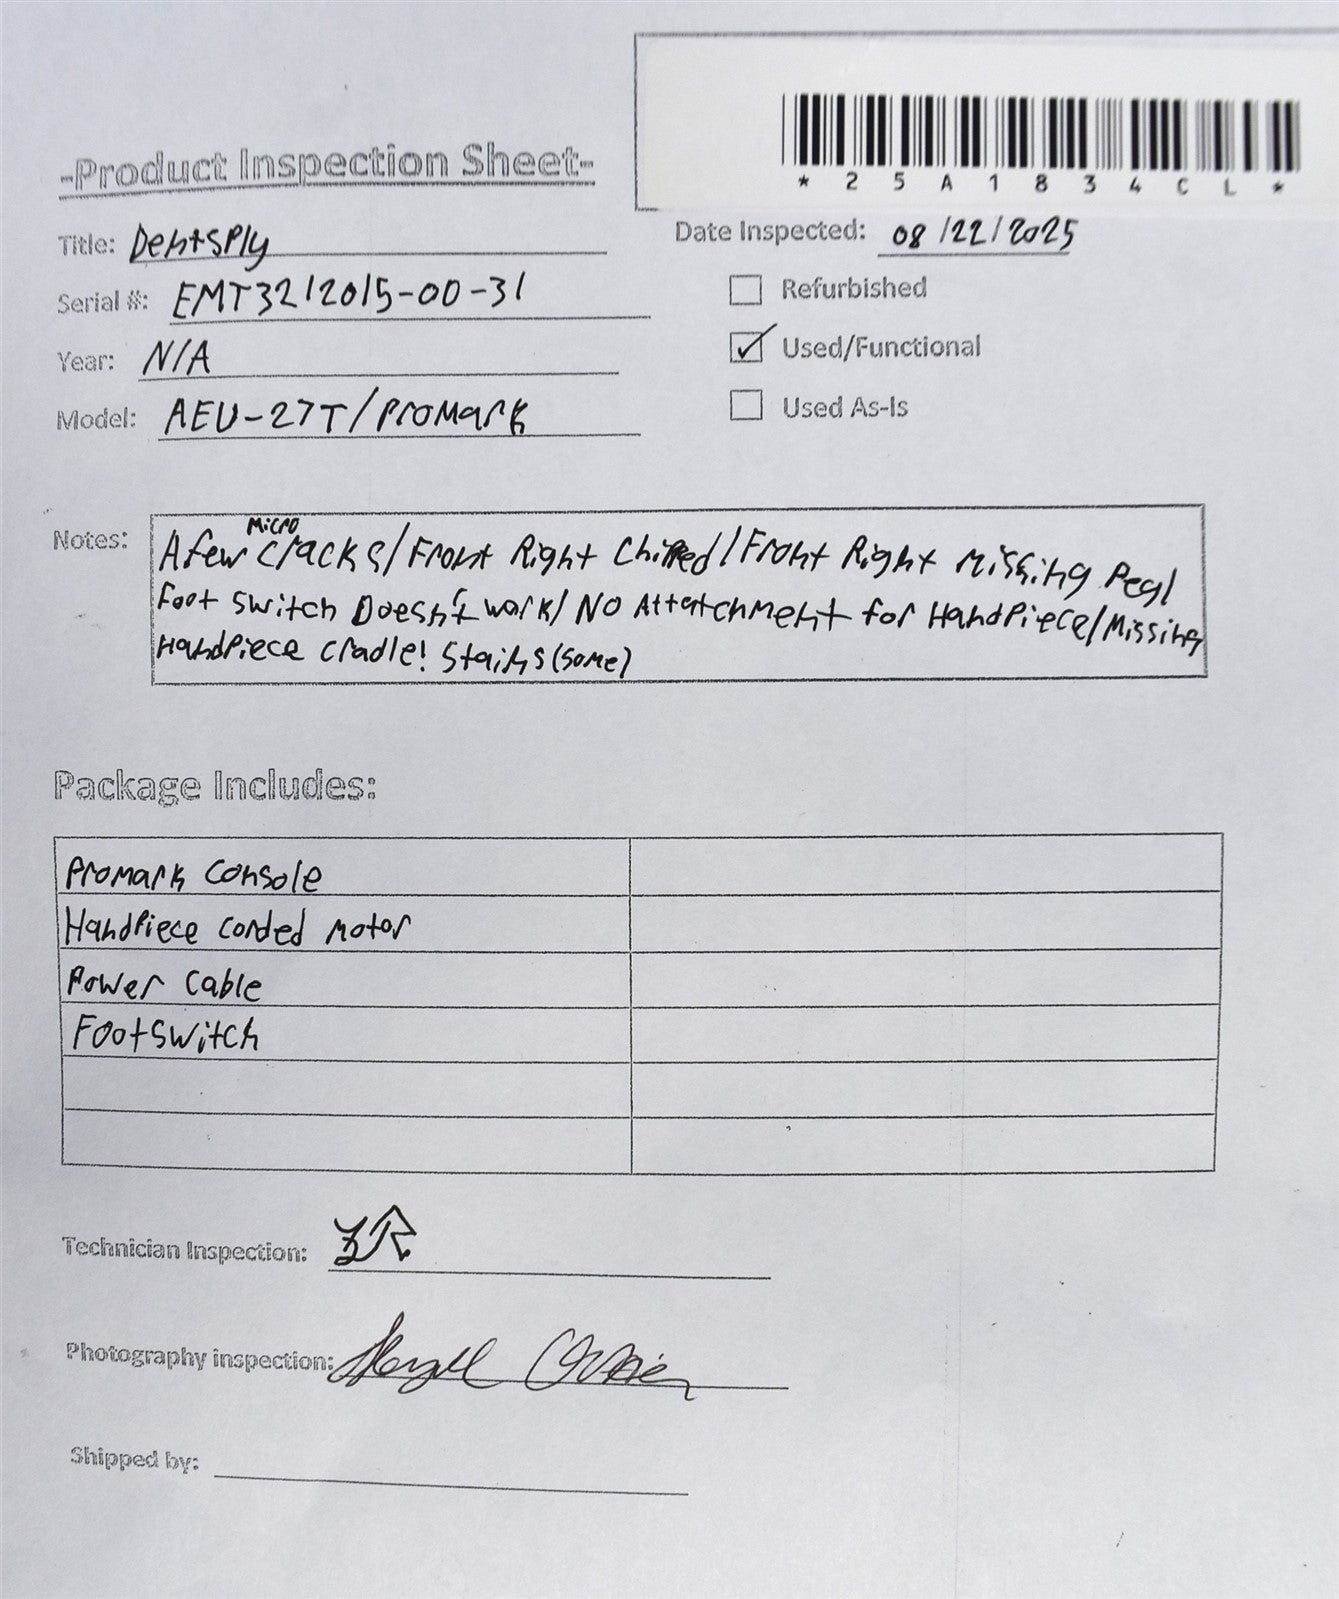 *25A1834CL*
-Product Inspection Sheet-
Title: Dentsply
Date Inspected: 08/22/2025
Serial #: EMT3212015-00-31
Refurbished
Year: N/A
Used/Functional
Model: AEU-27T/Promark
Used As-Is
Notes: A few micro cracks/Front Right Chipped/Front Right Missing Peg/
Foot switch Doesn't work/ NO Attatchment for Handpiece/Missing
Handpiece cradle! Stains (some)
Package Includes:
Promark Console
Handpiece corded motor
Power Cable
Footswitch
Technician Inspection:
Photography inspection:
Shipped by: